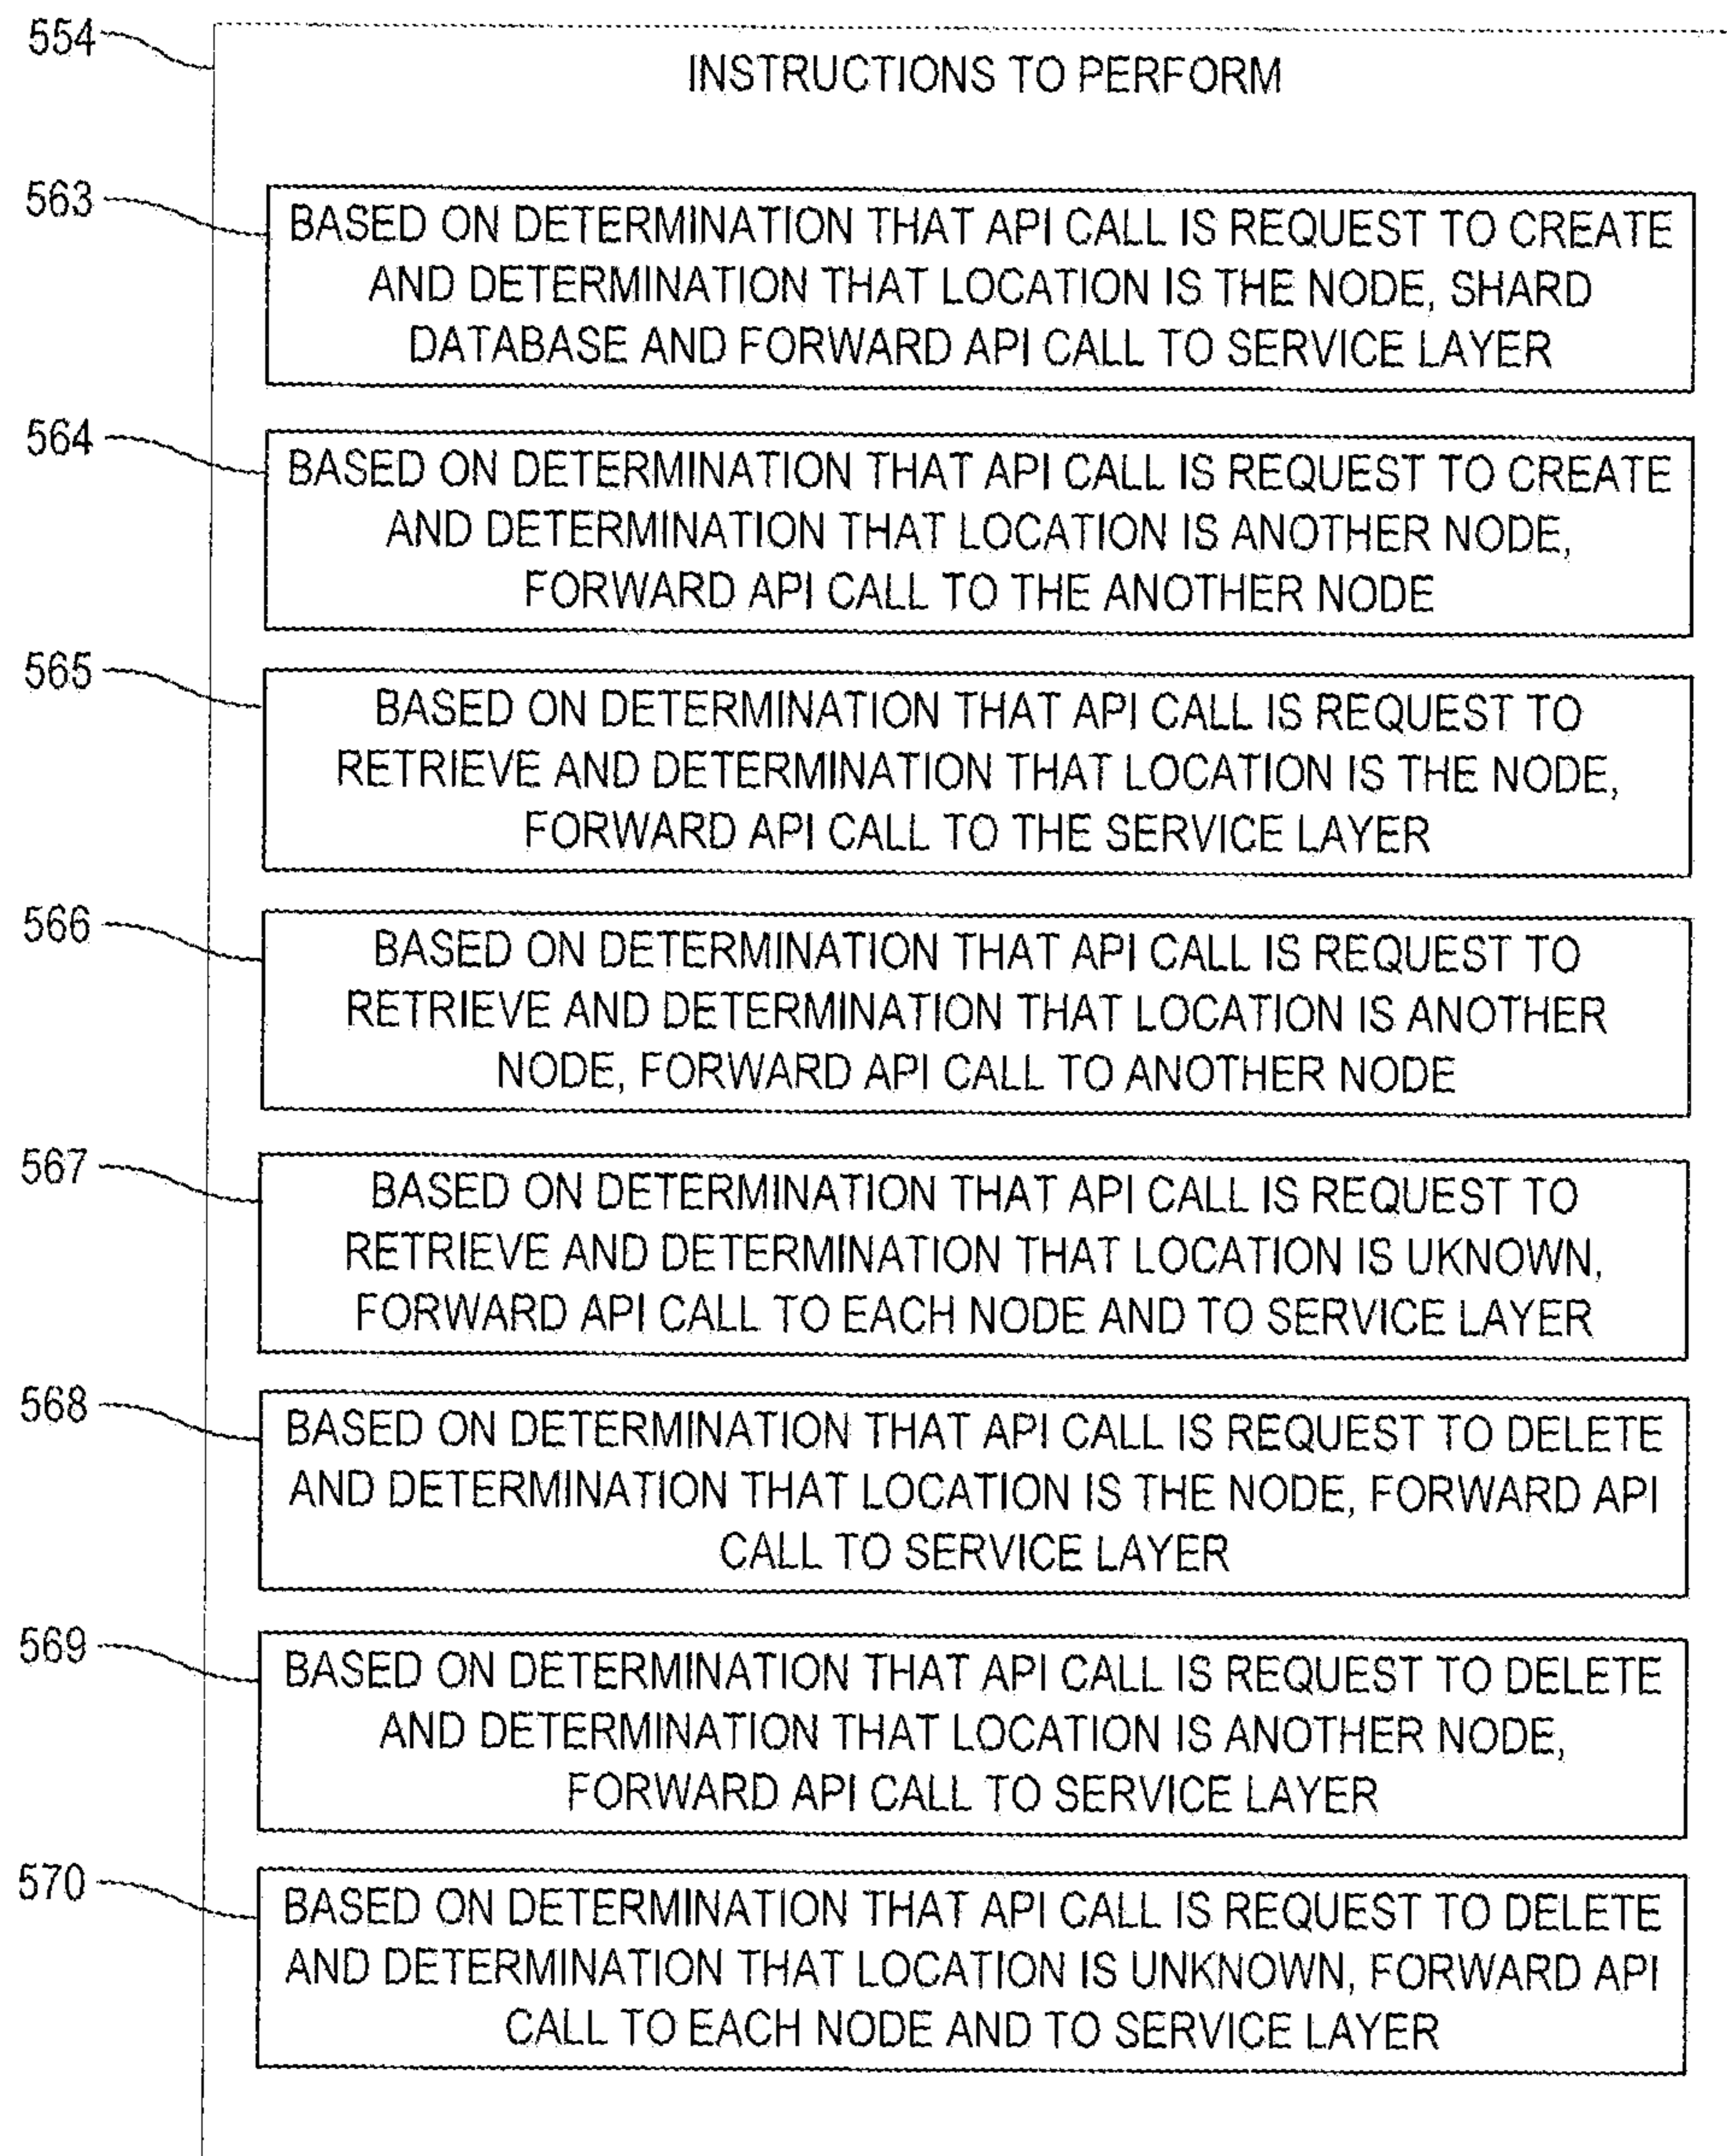 554
INSTRUCTIONS TO PERFORM
563
BASED ON DETERMINATION THAT API CALL IS REQUEST TO CREATE
AND DETERMINATION THAT LOCATION IS THE NODE, SHARD
DATABASE AND FORWARD API CALL TO SERVICE LAYER
564
BASED ON DETERMINATION THAT API CALL IS REQUEST TO CREATE
AND DETERMINATION THAT LOCATION IS ANOTHER NODE,
FORWARD API CALL TO THE ANOTHER NODE
565
BASED ON DETERMINATION THAT API CALL IS REQUEST TO
RETRIEVE AND DETERMINATION THAT LOCATION IS THE NODE,
FORWARD API CALL TO THE SERVICE LAYER
566
BASED ON DETERMINATION THAT API CALL IS REQUEST TO
RETRIEVE AND DETERMINATION THAT LOCATION IS ANOTHER
NODE, FORWARD API CALL TO ANOTHER NODE
567
BASED ON DETERMINATION THAT API CALL IS REQUEST TO
RETRIEVE AND DETERMINATION THAT LOCATION IS UKNOWN,
FORWARD API CALL TO EACH NODE AND TO SERVICE LAYER
568
BASED ON DETERMINATION THAT API CALL IS REQUEST TO DELETE
AND DETERMINATION THAT LOCATION IS THE NODE, FORWARD API
CALL TO SERVICE LAYER
569
BASED ON DETERMINATION THAT API CALL IS REQUEST TO DELETE
AND DETERMINATION THAT LOCATION IS ANOTHER NODE,
FORWARD API CALL TO SERVICE LAYER
570
BASED ON DETERMINATION THAT API CALL IS REQUEST TO DELETE
AND DETERMINATION THAT LOCATION IS UNKNOWN, FORWARD API
CALL TO EACH NODE AND TO SERVICE LAYER